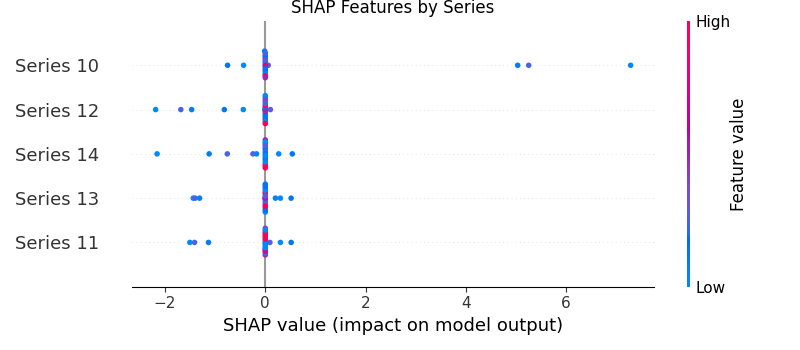 SHAP Features by Series
High
Series 10
Series 12
Series 14
Series 13
Series 11
Feature value
Low
−2 0 2 4 6
SHAP value (impact on model output)